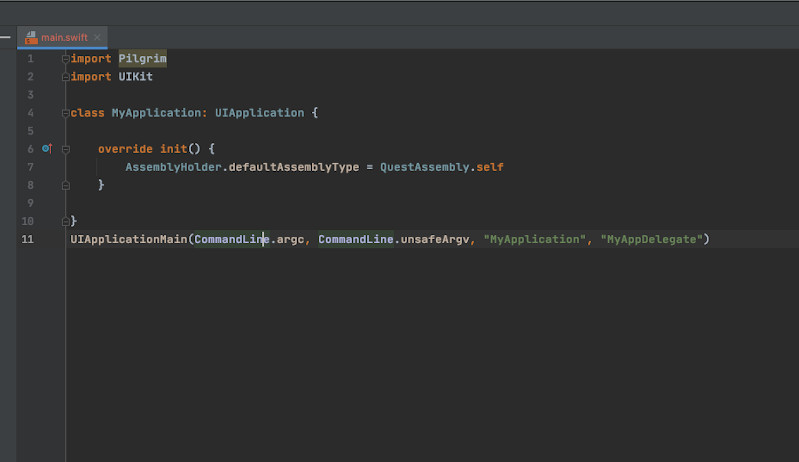 main.swift
1 import Pilgrim
2 import UIKit
3
4 class MyApplication: UIApplication {
5
6     override init() {
7         AssemblyHolder.defaultAssemblyType = QuestAssembly.self
8     }
9
10 }
11 UIApplicationMain(CommandLine.argc, CommandLine.unsafeArgv, "MyApplication", "MyAppDelegate")